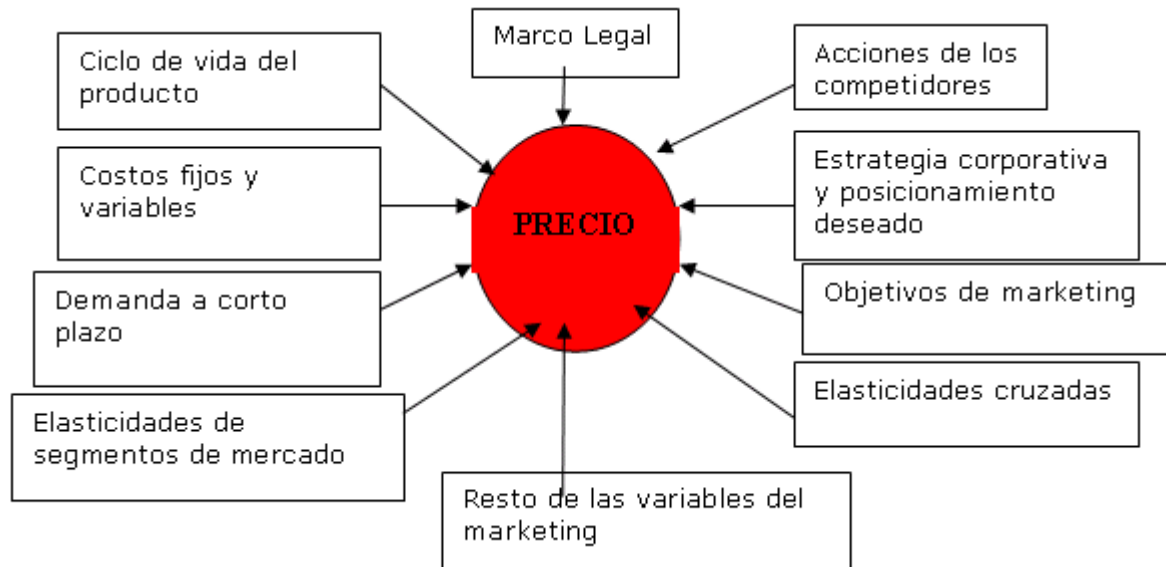 Marco Legal
Ciclo de vida del
producto
Acciones de los
competidores
Costos fijos y
variables
Estrategia corporativa
y posicionamiento
deseado
PRECIO
Demanda a corto
plazo
Objetivos de marketing
Elasticidades de
segmentos de mercado
Elasticidades cruzadas
Resto de las variables del
marketing